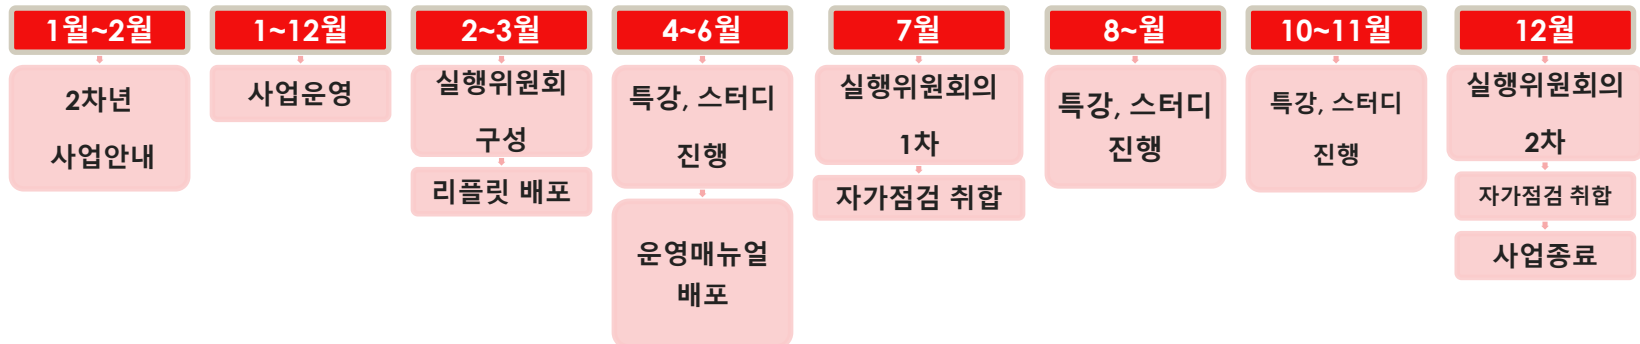 1월~2월
2차년
사업안내
1~12월
사업운영
2~3월
실행위원회
구성
리플릿 배포
4~6월
특강, 스터디
진행
운영매뉴얼
배포
7월
실행위원회의
1차
자가점검 취합
8~월
특강, 스터디
진행
10~11월
특강, 스터디
진행
12월
실행위원회의
2차
자가점검 취합
사업종료